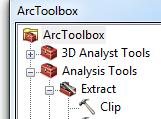 ArcToolbox
ArcToolbox
3D Analyst Tools
Analysis Tools
Extract
Clip